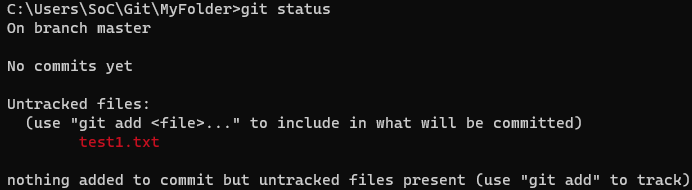 C:\Users\SoC\Git\MyFolder>git status
On branch master
No commits yet
Untracked files:
  (use "git add <file>..." to include in what will be committed)
        test1.txt
nothing added to commit but untracked files present (use "git add" to track)